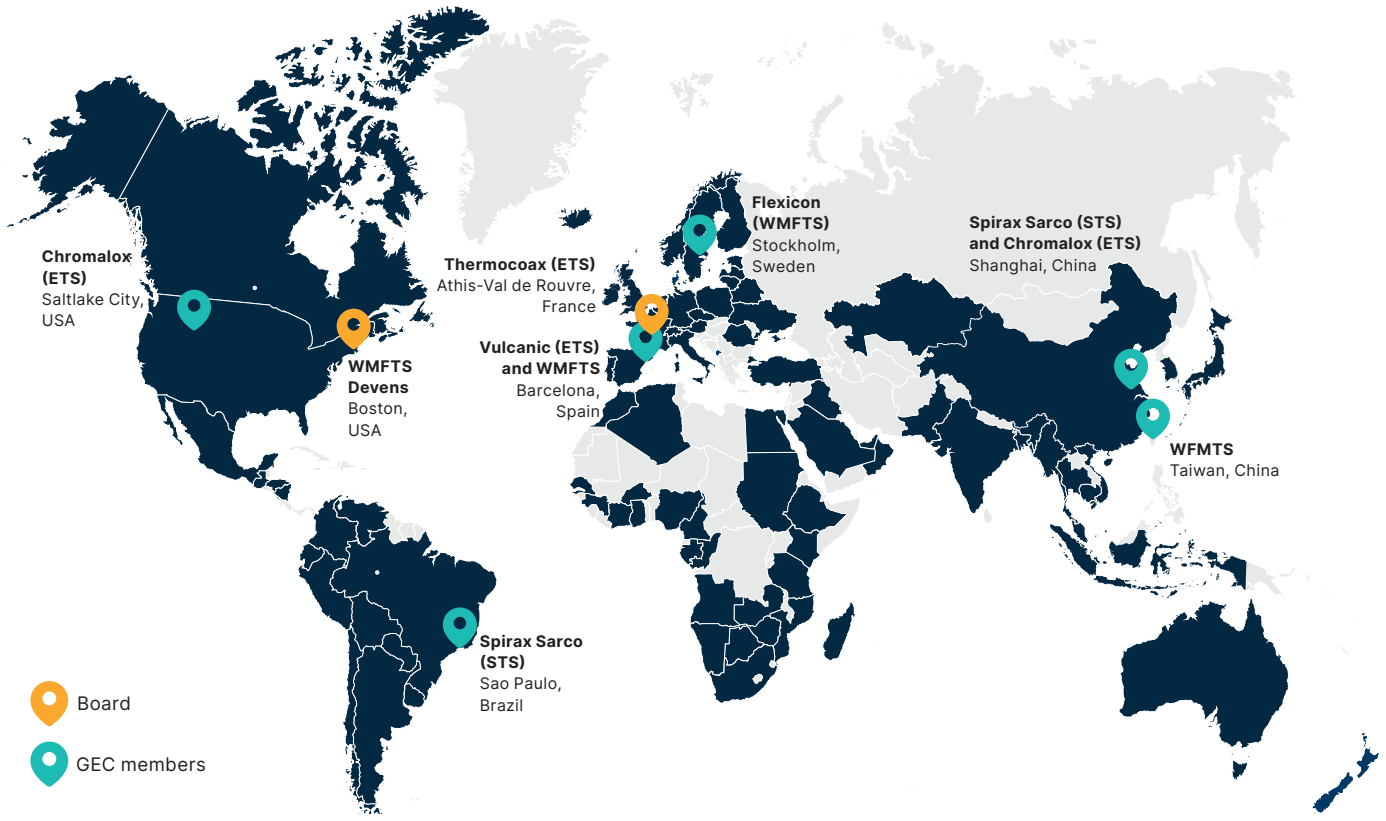 Flexicon
(WMFTS)
Stockholm,
Sweden
Spirax Sarco (STS)
and Chromalox (ETS)
Shanghai, China
Chromalox
(ETS)
Saltlake City,
USA
Thermocoax (ETS)
Athis-Val de Rouvre,
France
Vulcanic (ETS)
and WMFTS
Barcelona,
Spain
WMFTS
Devens
Boston,
USA
WFMTS
Taiwan, China
Spirax Sarco
(STS)
Sao Paulo,
Brazil
Board
GEC members